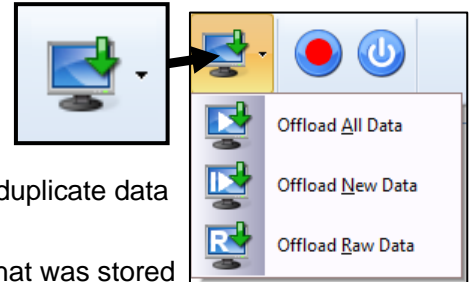 Offload All Data
Offload New Data
duplicate data
Offload Raw Data
hat was stored